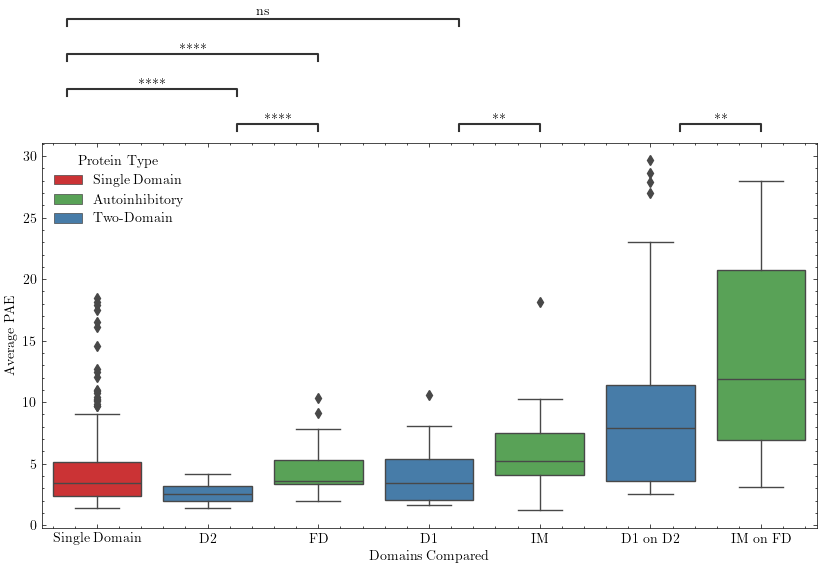 ns
****
****
****
**
**
Protein Type
Single Domain
Autoinhibitory
Two-Domain
30
25
20
15
10
5
0
Average PAE
Single Domain
D2
FD
D1
IM
D1 on D2
IM on FD
Domains Compared